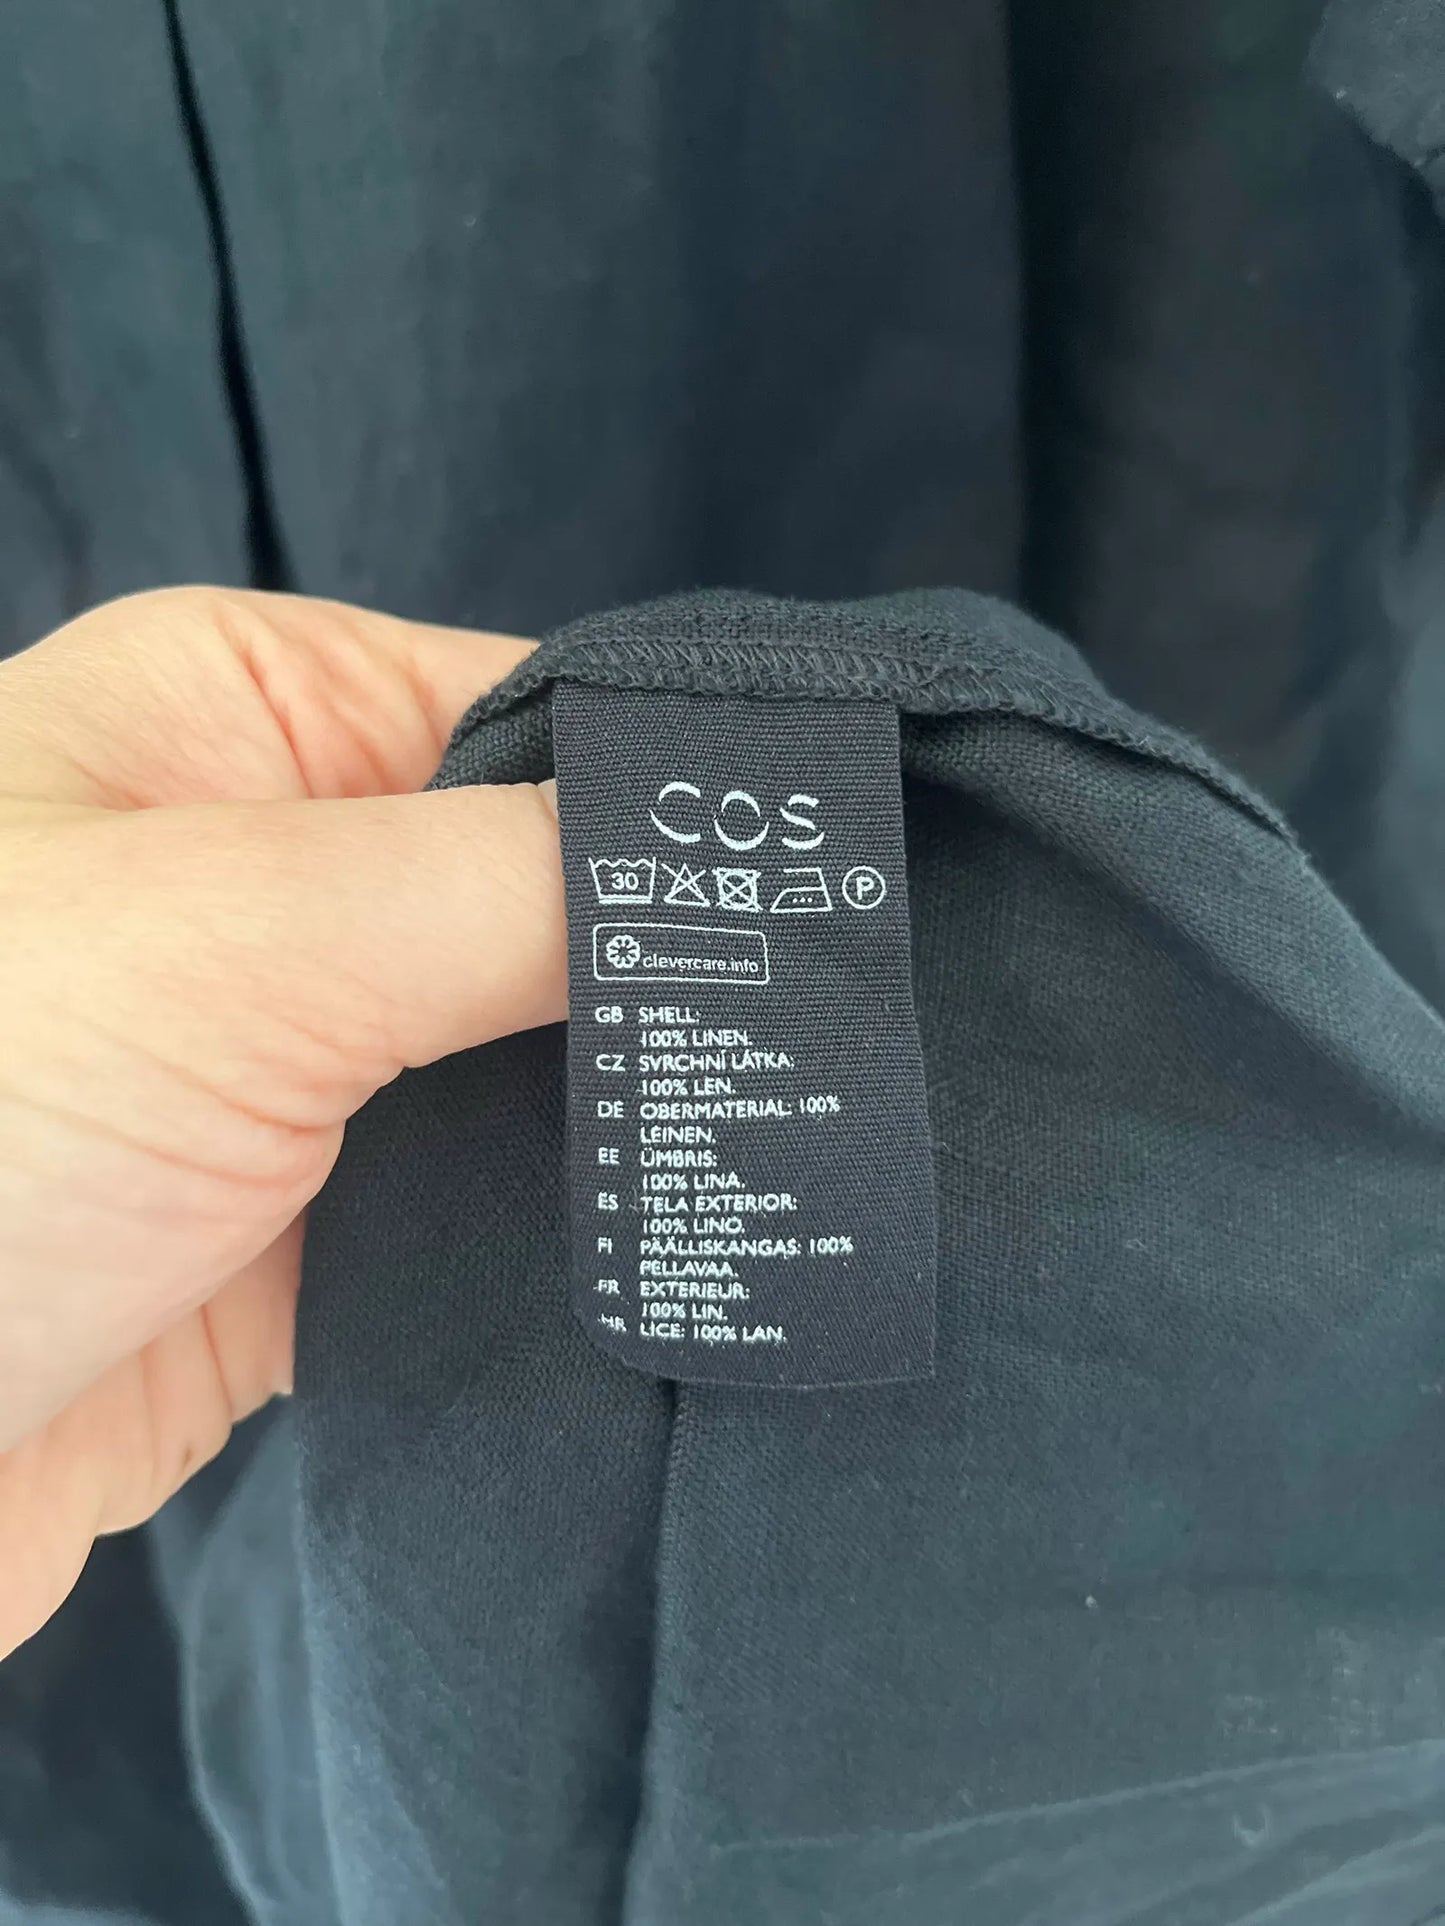 COS
30 P
clevercare.info
GB SHELL:
100% LINEN.
CZ SVRCHNÍ LÁTKA:
100% LEN.
DE OBERMATERIAL: 100%
LEINEN.
EE ÜMBRIS:
100% LINA.
ES TELA EXTERIOR:
100% LINO.
FI PÄÄLLISKANGAS: 100%
PELLAVAA.
FR EXTERIEUR:
100% LIN.
HR LICE: 100% LAN.